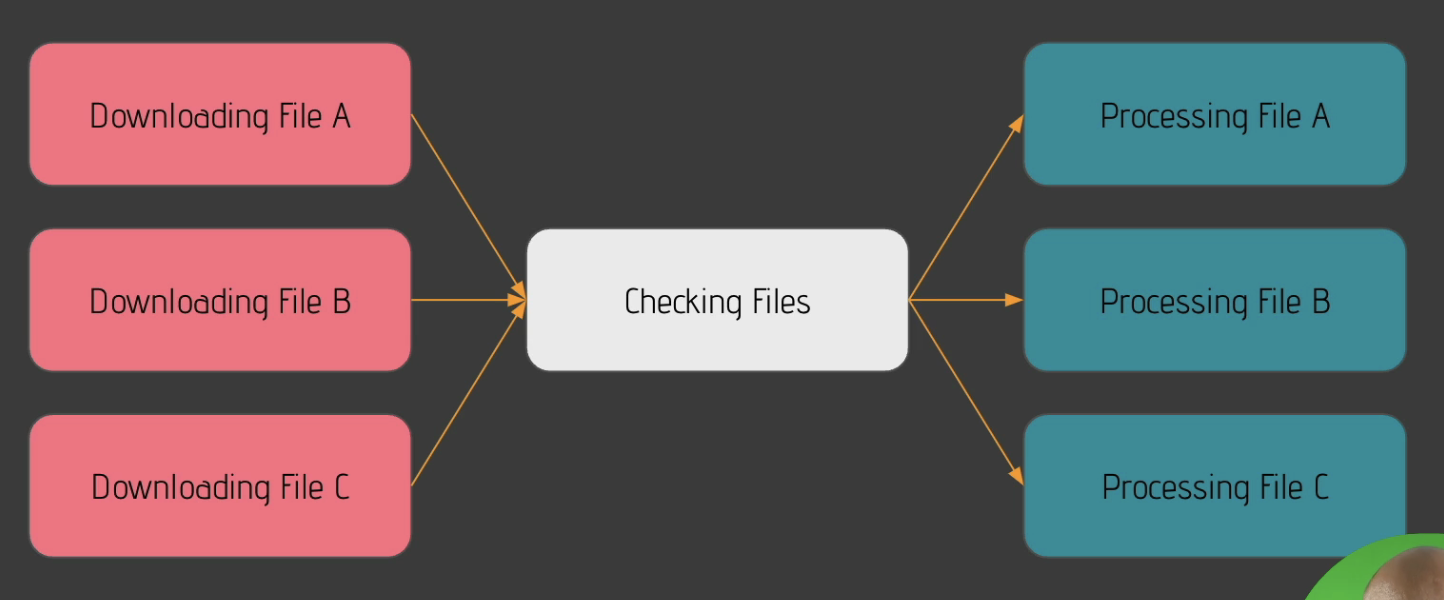 Downloading File A
Processing File A
Downloading File B
Checking Files
Processing File B
Downloading File C
Processing File C